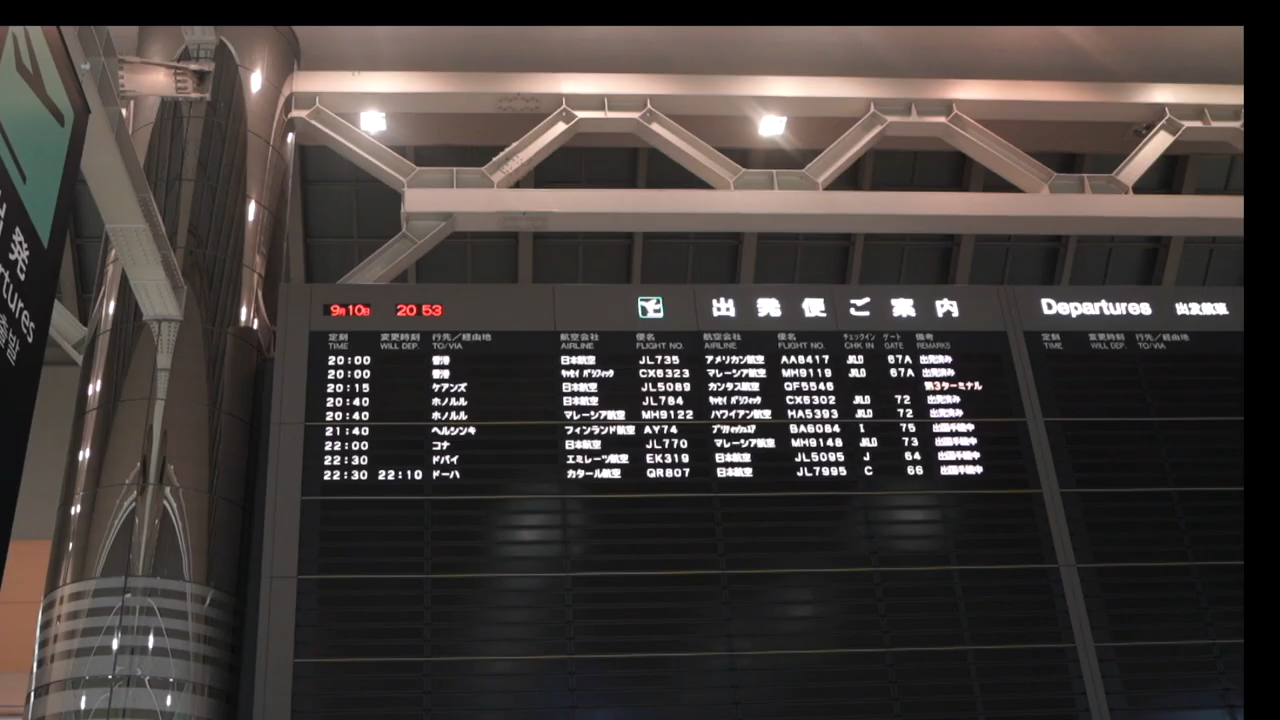 発
rtures
출발
9月10日 20 53 出発便ご案内 Departures 出发航班
定刻 変更時刻 行先/経由地 航空会社 便名 航空会社 便名 チェックイン ゲート 備考 定刻 変更時刻 行先/経由地
TIME WILL DEP. TO/VIA AIRLINE FLIGHT NO. AIRLINE FLIGHT NO. CHK. IN GATE REMARKS TIME WILL DEP. TO/VIA
20:00 香港 日本航空 JL735 アメリカン航空 AA8417 JKLD 67A 出発済み
20:00 香港 キャセイ パシフィック CX6323 マレーシア航空 MH9119 JKLD 67A 出発済み
20:15 ケアンズ 日本航空 JL5089 カンタス航空 QF5546 第3ターミナル
20:40 ホノルル 日本航空 JL784 キャセイ パシフィック CX6302 JKLD 72 出発済み
20:40 ホノルル マレーシア航空 MH9122 ハワイアン航空 HA5393 JKLD 72 出発済み
21:40 ヘルシンキ フィンランド航空 AY74 ブリティッシュエア BA6084 I 75 出国手続中
22:00 コナ 日本航空 JL770 マレーシア航空 MH9148 JKLD 73 出国手続中
22:30 ドバイ エミレーツ航空 EK319 日本航空 JL5095 J 64 出国手続中
22:30 22:10 ドーハ カタール航空 QR807 日本航空 JL7995 C 66 出国手続中